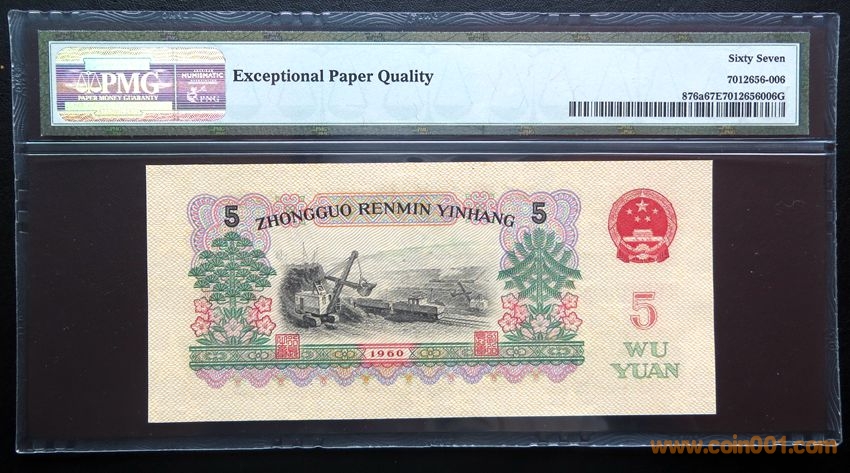 PMG
PAPER MONEY GUARANTY
NUMISMATIC
PNG
Exceptional Paper Quality
Sixty Seven
7012656-006
876a67E7012656006G
5
ZHONGGUO RENMIN YINHANG
5
5
WU
YUAN
1960
www.coin001.com